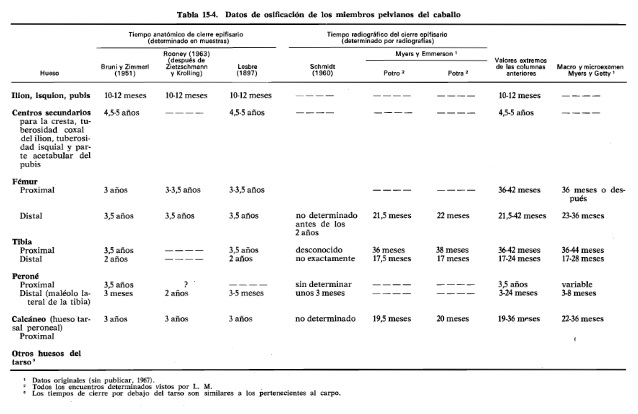 Tabla 15-4. Datos de osificación de los miembros pelvianos del caballo
Tiempo anatómico de cierre epifisario
(determinado en muestras)
Tiempo radiográfico del cierre epifisario
(determinado por radiografías)
Hueso
Bruni y Zimmerl
(1951)
Rooney (1963)
(después de
Zietzschmann
y Krolling)
Lesbre
(1897)
Schmidt
(1960)
Myers y Emmerson ¹
Potro ²
Potra ²
Valores extremos
de las columnas
anteriores
Macro y microexamen
Myers y Getty ¹
Ilion, isquion, pubis 10-12 meses 10-12 meses 10-12 meses ———— ———— ———— 10-12 meses
Centros secundarios 4,5-5 años ———— 4,5-5 años ———— ———— ———— 4,5-5 años
para la cresta, tu-
berosidad coxal
del ilion, tuberosi-
dad isquial y par-
te acetabular del
pubis
Fémur
Proximal 3 años 3-3,5 años 3-3,5 años ———— ———— 36-42 meses 36 meses o des-
pués
Distal 3,5 años 3,5 años 3,5 años no determinado 21,5 meses 22 meses 21,5-42 meses 23-36 meses
antes de los
2 años
Tibia
Proximal 3,5 años ———— 3,5 años desconocido 36 meses 38 meses 36-42 meses 36-44 meses
Distal 2 años ———— 2 años no exactamente 17,5 meses 17 meses 17-24 meses 17-28 meses
Peroné
Proximal 3,5 años ? ———— sin determinar ———— ———— 3,5 años variable
Distal (maléolo la- 3 meses 2 años 3-5 meses unos 3 meses ———— ———— 3-24 meses 3-8 meses
teral de la tibia)
Calcáneo (hueso tar- 3 años 3 años 3 años no determinado 19,5 meses 20 meses 19-36 meses 22-36 meses
sal peroneal)
Proximal
Otros huesos del
tarso ³
¹ Datos originales (sin publicar, 1967).
² Todos los encuentros determinados vistos por L. M.
³ Los tiempos de cierre por debajo del tarso son similares a los pertenecientes al carpo.